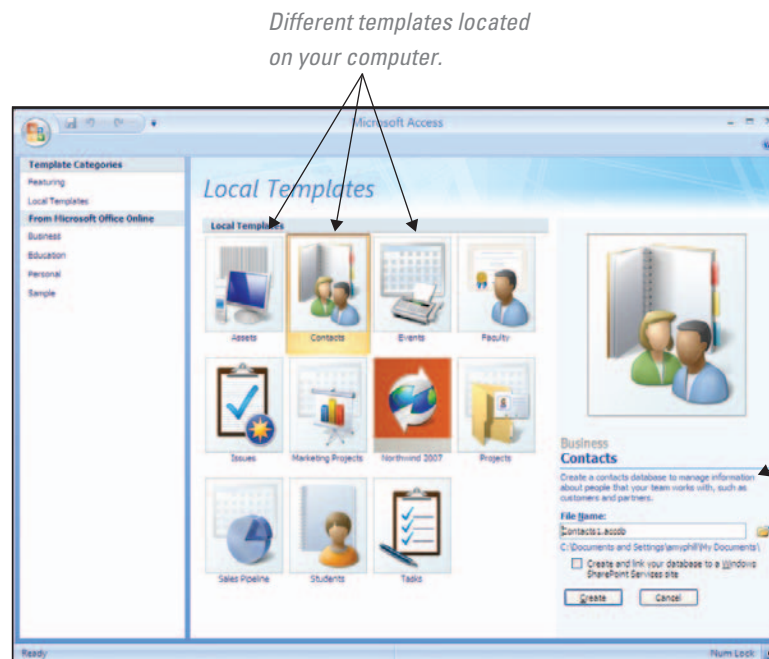 Different templates located
on your computer.
Microsoft Access
Template Categories
Featuring
Local Templates
From Microsoft Office Online
Business
Education
Personal
Sample
Local Templates
Local Templates
Assets
Contacts
Events
Faculty
Issues
Marketing Projects
Northwind 2007
Projects
Sales Pipeline
Students
Tasks
Business
Contacts
Create a contacts database to manage information
about people that your team works with, such as
customers and partners.
File Name:
Contacts1.accdb
C:\Documents and Settings\amyphill\My Documents\
Create and link your database to a Windows
SharePoint Services site
Create
Cancel
Ready
Num Lock